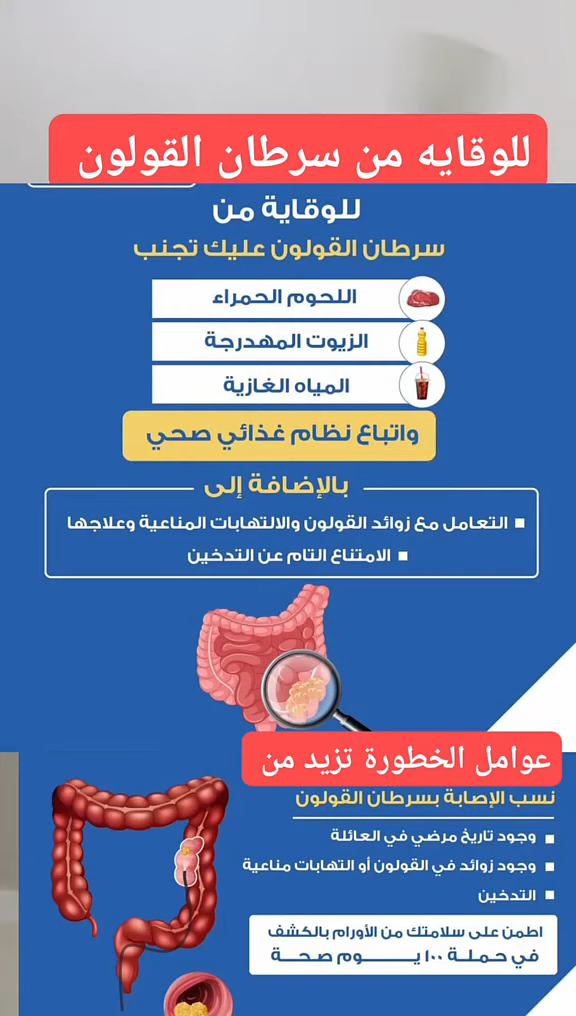 للوقايه من سرطان القولون
للوقاية من
سرطان القولون عليك تجنب
اللحوم الحمراء
الزيوت المهدرجة
المياه الغازية
واتباع نظام غذائي صحي
بالإضافة إلى
التعامل مع زوائد القولون والالتهابات المناعية وعلاجها
الامتناع التام عن التدخين
عوامل الخطورة تزيد من
نسب الإصابة بسرطان القولون
وجود تاريخ مرضي في العائلة
وجود زوائد في القولون أو التهابات مناعية
التدخين
اطمن على سلامتك من الأورام بالكشف
في حمـلـة ١٠٠ يـــــوم صحــــة